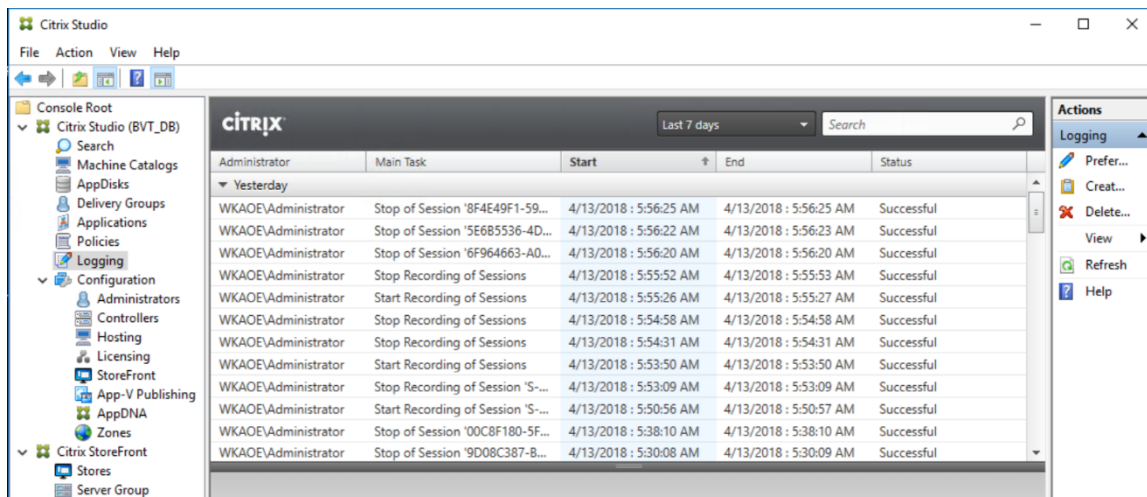 Citrix Studio
File Action View Help
Console Root
Citrix Studio (BVT_DB)
Search
Machine Catalogs
AppDisks
Delivery Groups
Applications
Policies
Logging
Configuration
Administrators
Controllers
Hosting
Licensing
StoreFront
App-V Publishing
AppDNA
Zones
Citrix StoreFront
Stores
Server Group
CİTRIX
Last 7 days Search
Administrator Main Task Start End Status
Yesterday
WKAOE\Administrator Stop of Session '8F4E49F1-59... 4/13/2018 : 5:56:25 AM 4/13/2018 : 5:56:25 AM Successful
WKAOE\Administrator Stop of Session '5E6B5536-4D... 4/13/2018 : 5:56:22 AM 4/13/2018 : 5:56:23 AM Successful
WKAOE\Administrator Stop of Session '6F964663-A0... 4/13/2018 : 5:56:20 AM 4/13/2018 : 5:56:20 AM Successful
WKAOE\Administrator Stop Recording of Sessions 4/13/2018 : 5:55:52 AM 4/13/2018 : 5:55:53 AM Successful
WKAOE\Administrator Start Recording of Sessions 4/13/2018 : 5:55:26 AM 4/13/2018 : 5:55:27 AM Successful
WKAOE\Administrator Stop Recording of Sessions 4/13/2018 : 5:54:58 AM 4/13/2018 : 5:54:58 AM Successful
WKAOE\Administrator Stop Recording of Sessions 4/13/2018 : 5:54:31 AM 4/13/2018 : 5:54:31 AM Successful
WKAOE\Administrator Start Recording of Sessions 4/13/2018 : 5:53:50 AM 4/13/2018 : 5:53:50 AM Successful
WKAOE\Administrator Stop Recording of Session 'S-... 4/13/2018 : 5:53:09 AM 4/13/2018 : 5:53:09 AM Successful
WKAOE\Administrator Start Recording of Session 'S-... 4/13/2018 : 5:50:56 AM 4/13/2018 : 5:50:57 AM Successful
WKAOE\Administrator Stop of Session '00C8F180-5F... 4/13/2018 : 5:38:10 AM 4/13/2018 : 5:38:10 AM Successful
WKAOE\Administrator Stop of Session '9D08C387-B... 4/13/2018 : 5:30:08 AM 4/13/2018 : 5:30:09 AM Successful
Actions
Logging
Prefer...
Creat...
Delete...
View
Refresh
Help